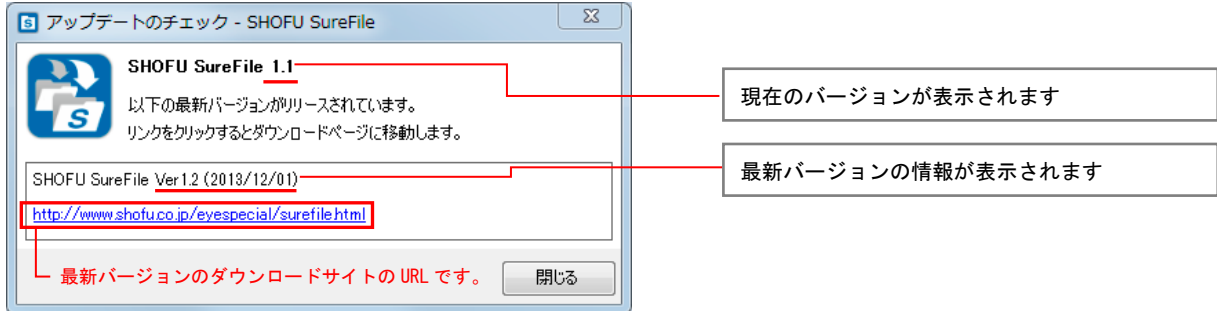 アップデートのチェック - SHOFU SureFile
SHOFU SureFile 1.1
以下の最新バージョンがリリースされています。
リンクをクリックするとダウンロードページに移動します。
SHOFU SureFile Ver1.2 (2013/12/01)
http://www.shofu.co.jp/eyespecial/surefile.html
最新バージョンのダウンロードサイトの URL です。
閉じる
現在のバージョンが表示されます
最新バージョンの情報が表示されます